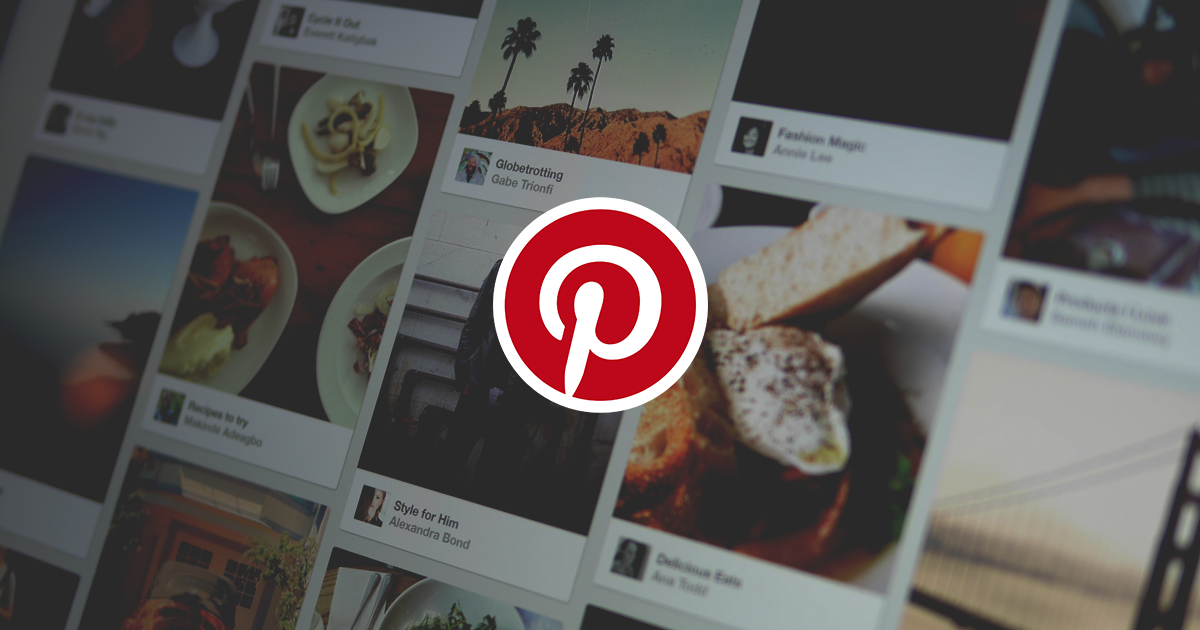 Cycle It Out
Everett Katigbak
Globetrotting
Gabe Trionfi
Fashion Magic
Annie Lee
Recipes to try
Makinde Adeagbo
Style for Him
Alexandra Bond
Delicious Eats
Ana Todd